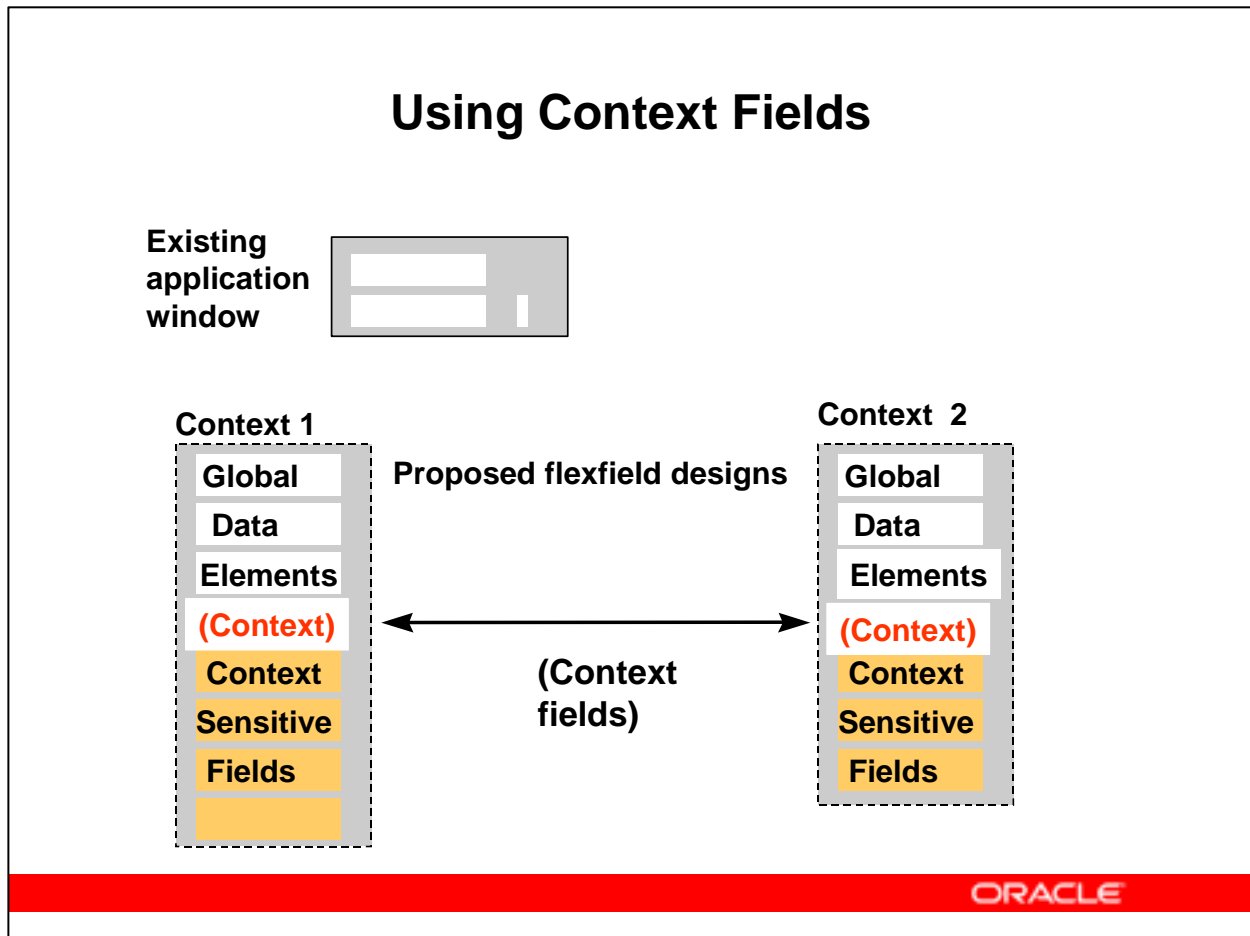 Using Context Fields
Existing
application
window
Context 1
Global
Data
Elements
(Context)
Context
Sensitive
Fields
Proposed flexfield designs
(Context
fields)
Context 2
Global
Data
Elements
(Context)
Context
Sensitive
Fields
ORACLE